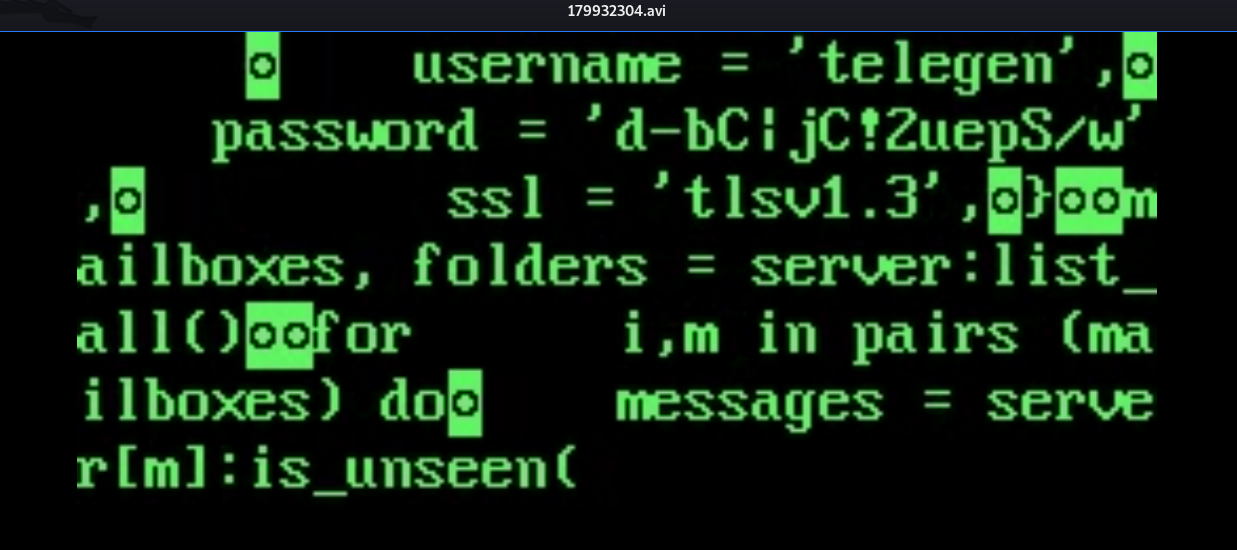 179932304.avi
◘    username = 'telegen',◘
password = 'd-bC¦jC!2uepS/w'
,◘         ssl = 'tlsv1.3',◘}◘◘m
ailboxes, folders = server:list_
all()◘◘for      i,m in pairs (ma
ilboxes) do◘    messages = serve
r[m]:is_unseen(